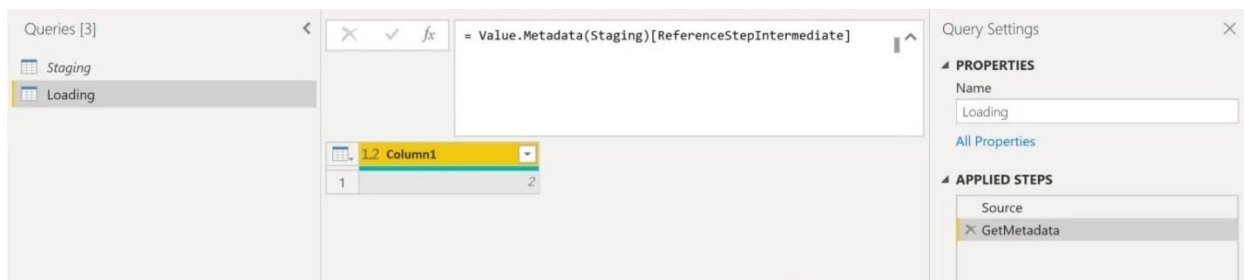 Queries [3]
Staging
Loading
fx
= Value.Metadata(Staging)[ReferenceStepIntermediate]
1.2 Column1
1 2
Query Settings
PROPERTIES
Name
Loading
All Properties
APPLIED STEPS
Source
GetMetadata